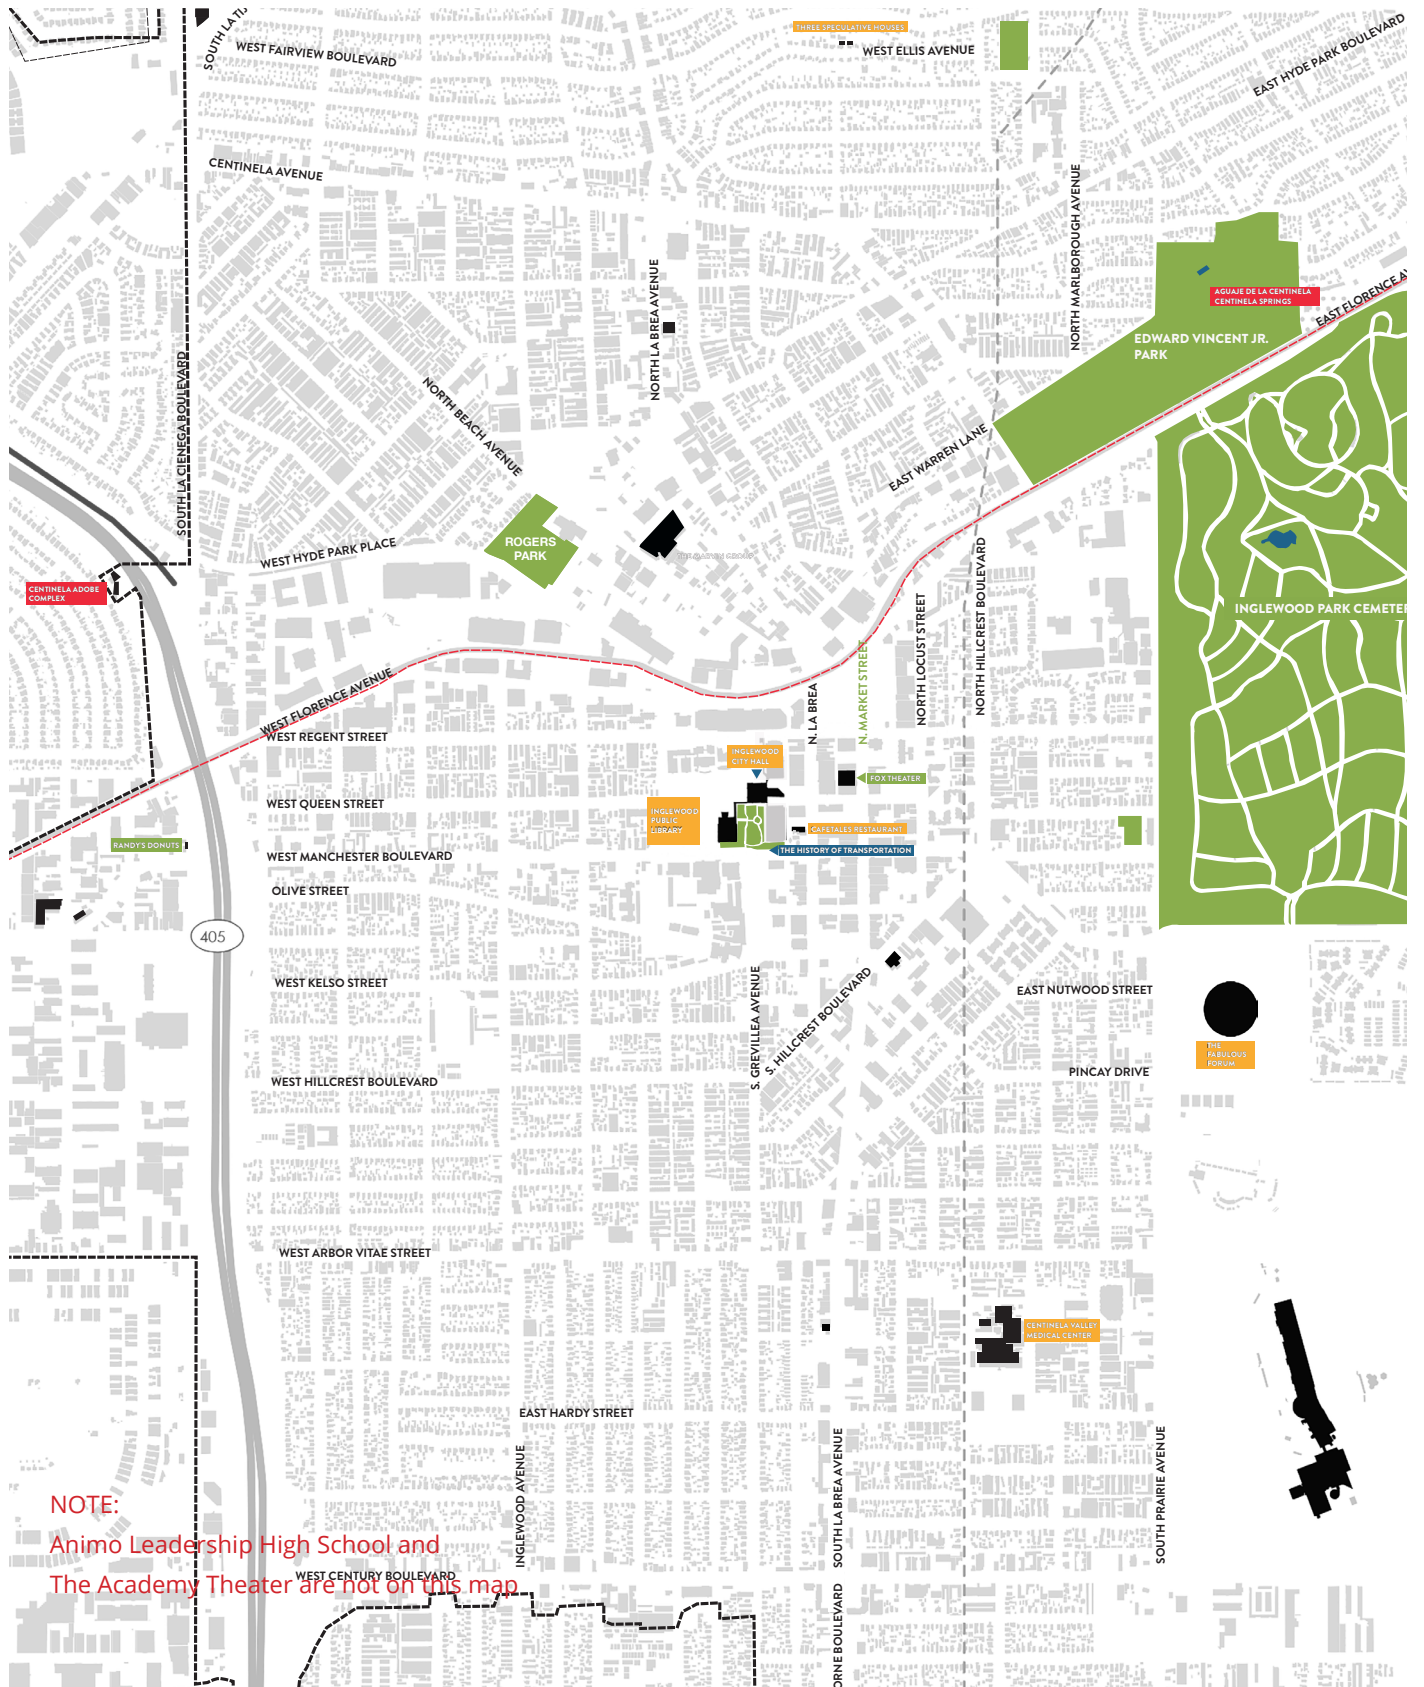 SOUTH LA TIJ
WEST FAIRVIEW BOULEVARD
THREE SPECULATIVE HOUSES
WEST ELLIS AVENUE
EAST HYDE PARK BOULEVARD
CENTINELA AVENUE
NORTH MARLBOROUGH AVENUE
NORTH LA BREA AVENUE
AGUAJE DE LA CENTINELA
CENTINELA SPRINGS
EAST FLORENCE AV
EDWARD VINCENT JR.
PARK
SOUTH LA CIENEGA BOULEVARD
NORTH BEACH AVENUE
EAST WARREN LANE
ROGERS
PARK
WEST HYDE PARK PLACE
CENTINELA ADOBE
COMPLEX
NORTH HILLCREST BOULEVARD
NORTH LOCUST STREET
INGLEWOOD PARK CEMETER
N. MARKET STREET
N. LA BREA
WEST FLORENCE AVENUE
WEST REGENT STREET
INGLEWOOD
CITY HALL
FOX THEATER
WEST QUEEN STREET
INGLEWOOD
PUBLIC
LIBRARY
CAFETALES RESTAURANT
RANDY'S DONUTS
THE HISTORY OF TRANSPORTATION
WEST MANCHESTER BOULEVARD
OLIVE STREET
405
WEST KELSO STREET
S. GREVILLEA AVENUE
S. HILLCREST BOULEVARD
EAST NUTWOOD STREET
THE
FABULOUS
FORUM
PINCAY DRIVE
WEST HILLCREST BOULEVARD
WEST ARBOR VITAE STREET
CENTINELA VALLEY
MEDICAL CENTER
EAST HARDY STREET
INGLEWOOD AVENUE
SOUTH LA BREA AVENUE
SOUTH PRAIRIE AVENUE
NOTE:
Animo Leadership High School and
The Academy Theater are not on this map
WEST CENTURY BOULEVARD
ORNE BOULEVARD